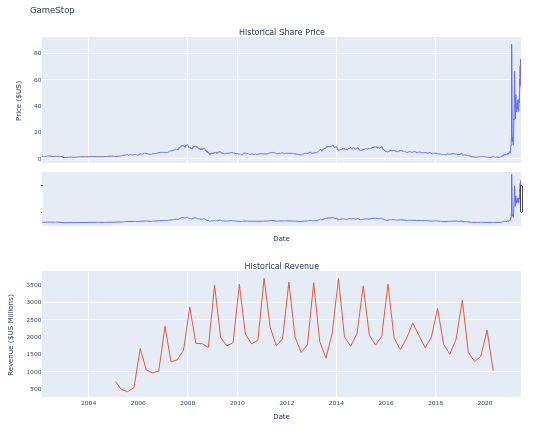 GameStop
Historical Share Price
80
60
40
20
0
Price ($US)
Date
Historical Revenue
3500
3000
2500
2000
1500
1000
500
Revenue ($US Millions)
2004 2006 2008 2010 2012 2014 2016 2018 2020
Date